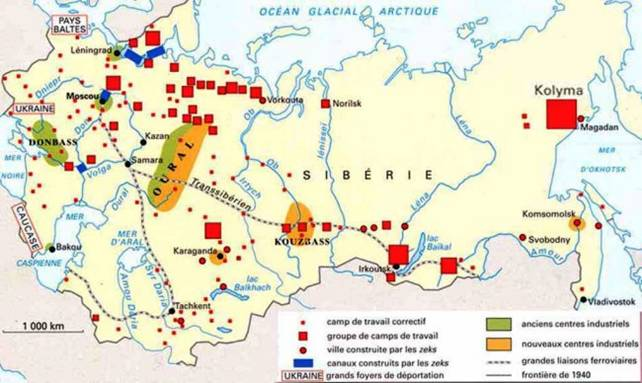 OCÉAN GLACIAL ARCTIQUE
PAYS
BALTES
Léningrad
Dniepr
Moscou
UKRAINE
Don
DONBASS
MER
NOIRE
Kazan
Samara
Volga
OURAL
Oural
Vorkouta
Ob
Norilsk
Iénisseï
Ob
Irtych
Transsibérien
SIBÉRIE
Léna
Léna
Kolyma
Magadan
MER
D'OKHOTSK
CAUCASE
Bakou
MER
CASPIENNE
MER
D'ARAL
Amou Daria
Syr Daria
Tachkent
Karaganda
lac
Balkhach
KOUZBASS
Irkoutsk
lac
Baïkal
Komsomolsk
Svobodny
Amour
Vladivostok
1 000 km
camp de travail correctif
groupe de camps de travail
ville construite par les zeks
canaux construits par les zeks
UKRAINE grands foyers de déportation
anciens centres industriels
nouveaux centres industriels
grandes liaisons ferroviaires
frontière de 1940